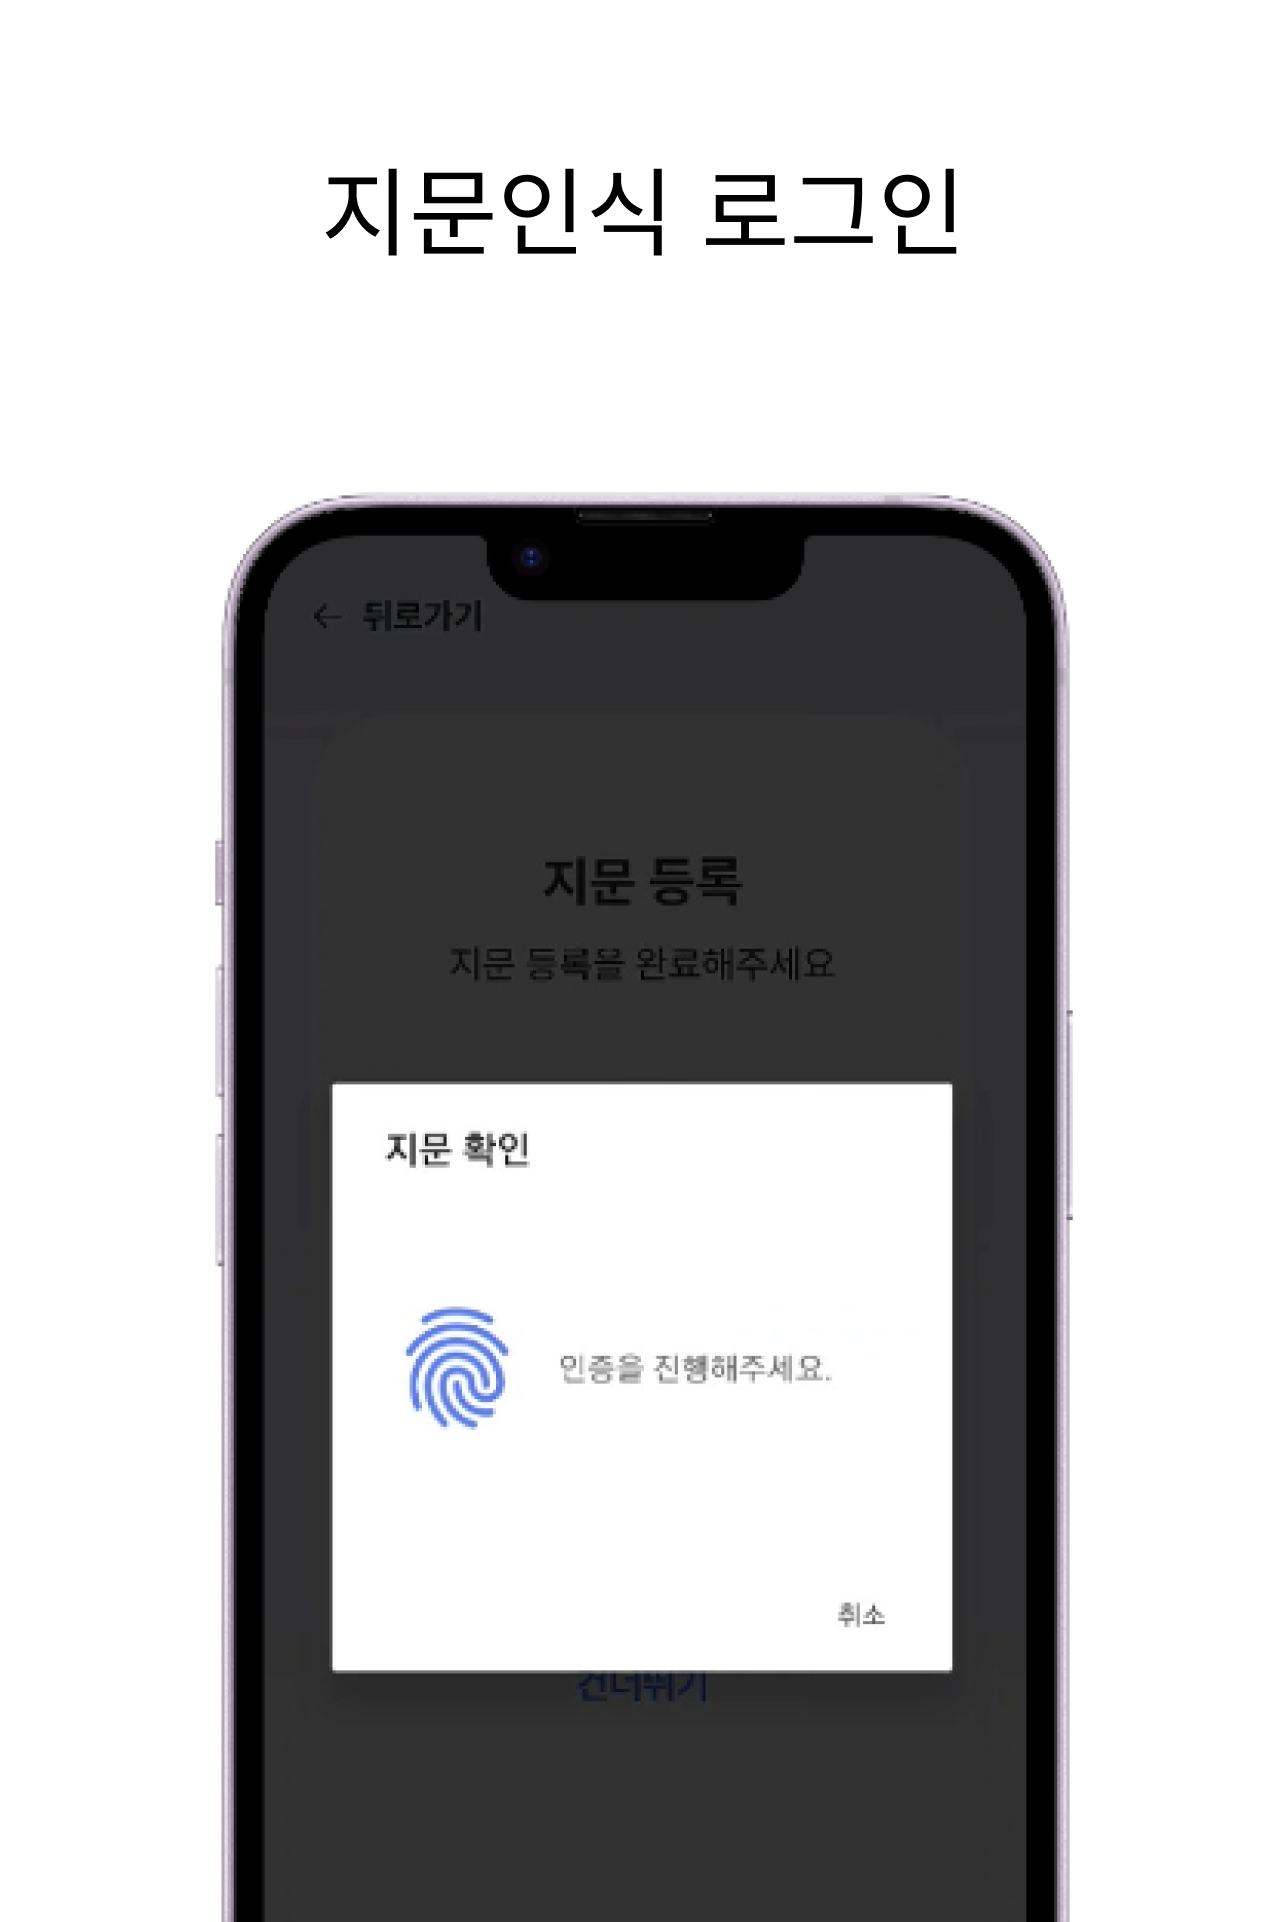 지문인식 로그인
← 뒤로가기
지문 등록
지문 등록을 완료해주세요
지문 확인
인증을 진행해주세요.
취소
건너뛰기